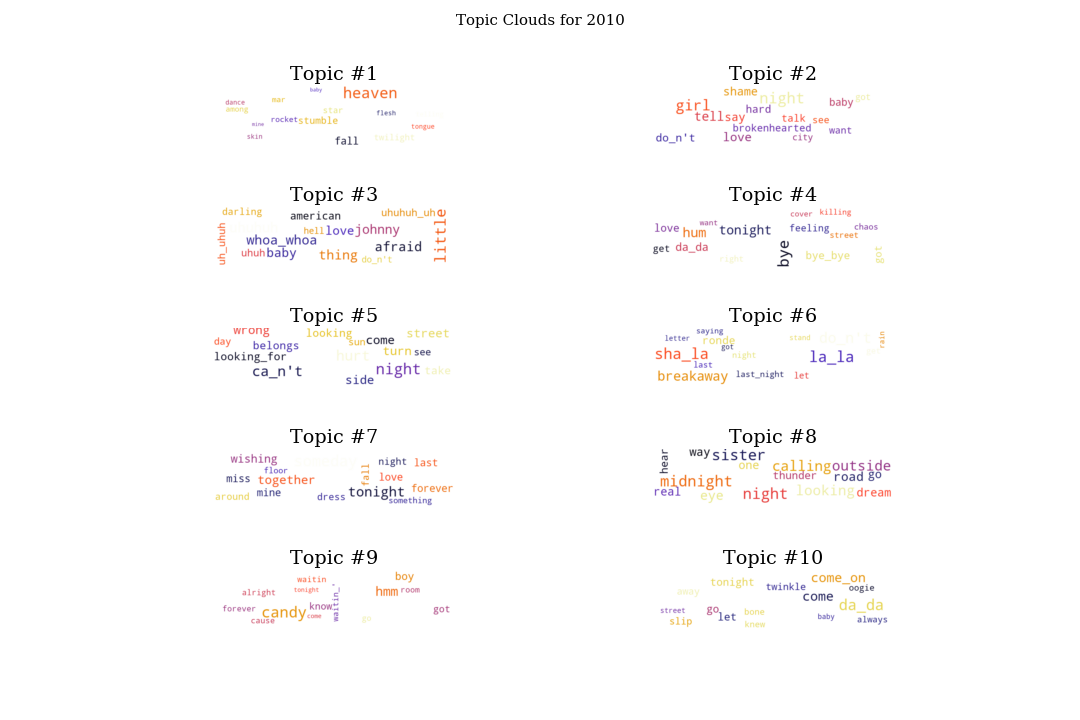 Topic Clouds for 2010
Topic #1
baby
heaven
dance
mar
among
star
flesh
rocket stumble
mine
tongue
skin
fall
twilight
Topic #2
shame
night
baby
got
girl
hard
tell say
talk see
brokenhearted
want
do_n't
love
city
Topic #3
darling
american
uhuhuh_uh
little
uh_uhuh
hell love johnny
whoa_whoa
afraid
uhuh baby
thing
do_n't
Topic #4
cover killing
love
want
hum
tonight
feeling
chaos
street
get da_da
bye
bye_bye
got
night
Topic #5
wrong
looking
street
day
belongs
sun come
looking_for
hurt
turn see
ca_n't
night
take
side
Topic #6
saying
letter
ronde
stand
do_n't
rain
sha_la
got
night
la_la
last
breakaway
last_night
let
Topic #7
wishing
night
last
floor
miss
together
fall
love
around
mine
dress
tonight
forever
something
Topic #8
hear
way sister
one
calling outside
thunder
road go
midnight
real
eye
night
looking dream
Topic #9
waitin
boy
alright
tonight
waitin_'
hmm room
forever
candy know
come
got
cause
go
Topic #10
tonight
come_on
away
twinkle
oogie
come
street
go
bone
da_da
slip
let
knew
baby
always